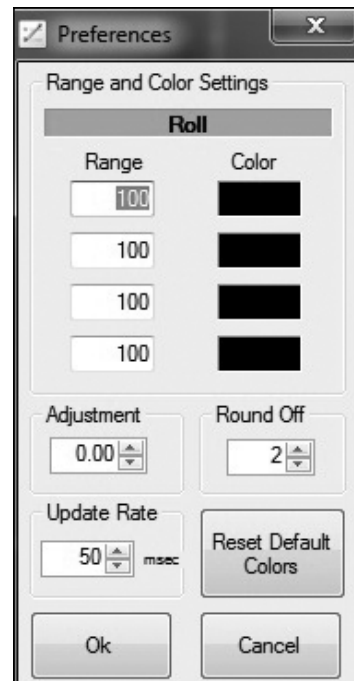 Preferences
X
Range and Color Settings
Roll
Range Color
100
100
100
100
Adjustment Round Off
0.00 2
Update Rate
50 msec
Reset Default
Colors
Ok Cancel